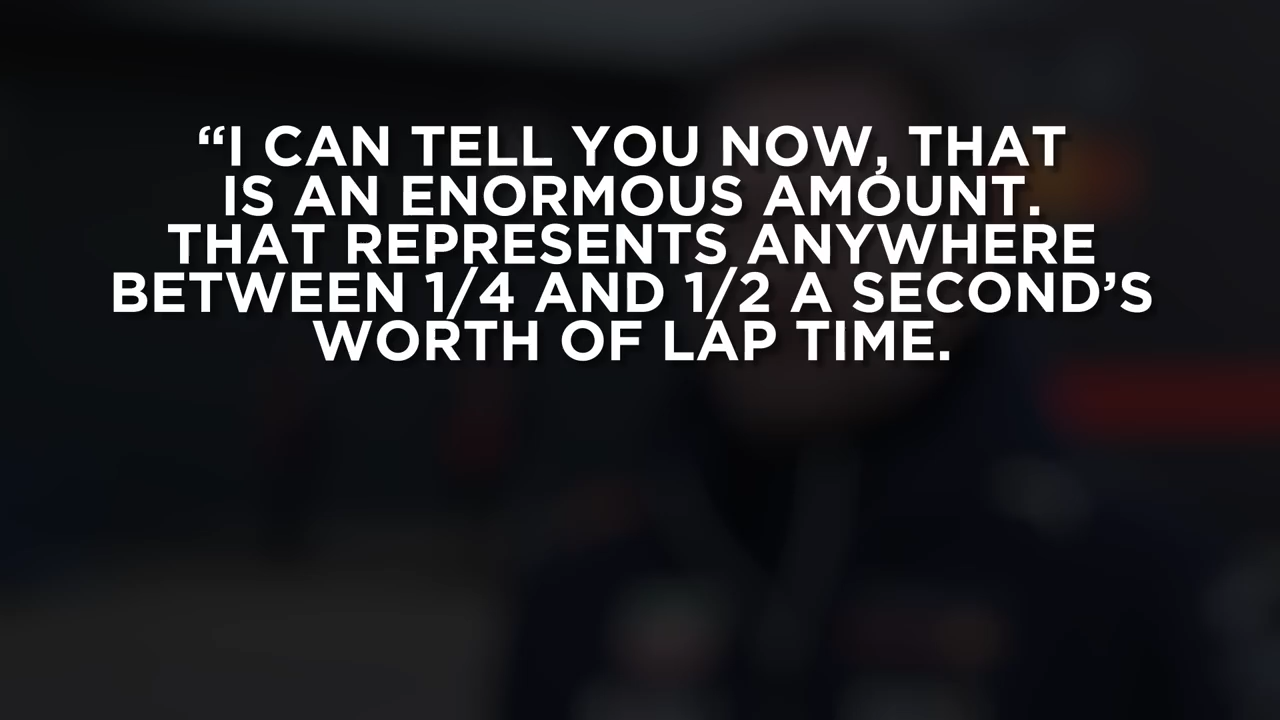 “I CAN TELL YOU NOW, THAT
IS AN ENORMOUS AMOUNT.
THAT REPRESENTS ANYWHERE
BETWEEN 1/4 AND 1/2 A SECOND’S
WORTH OF LAP TIME.